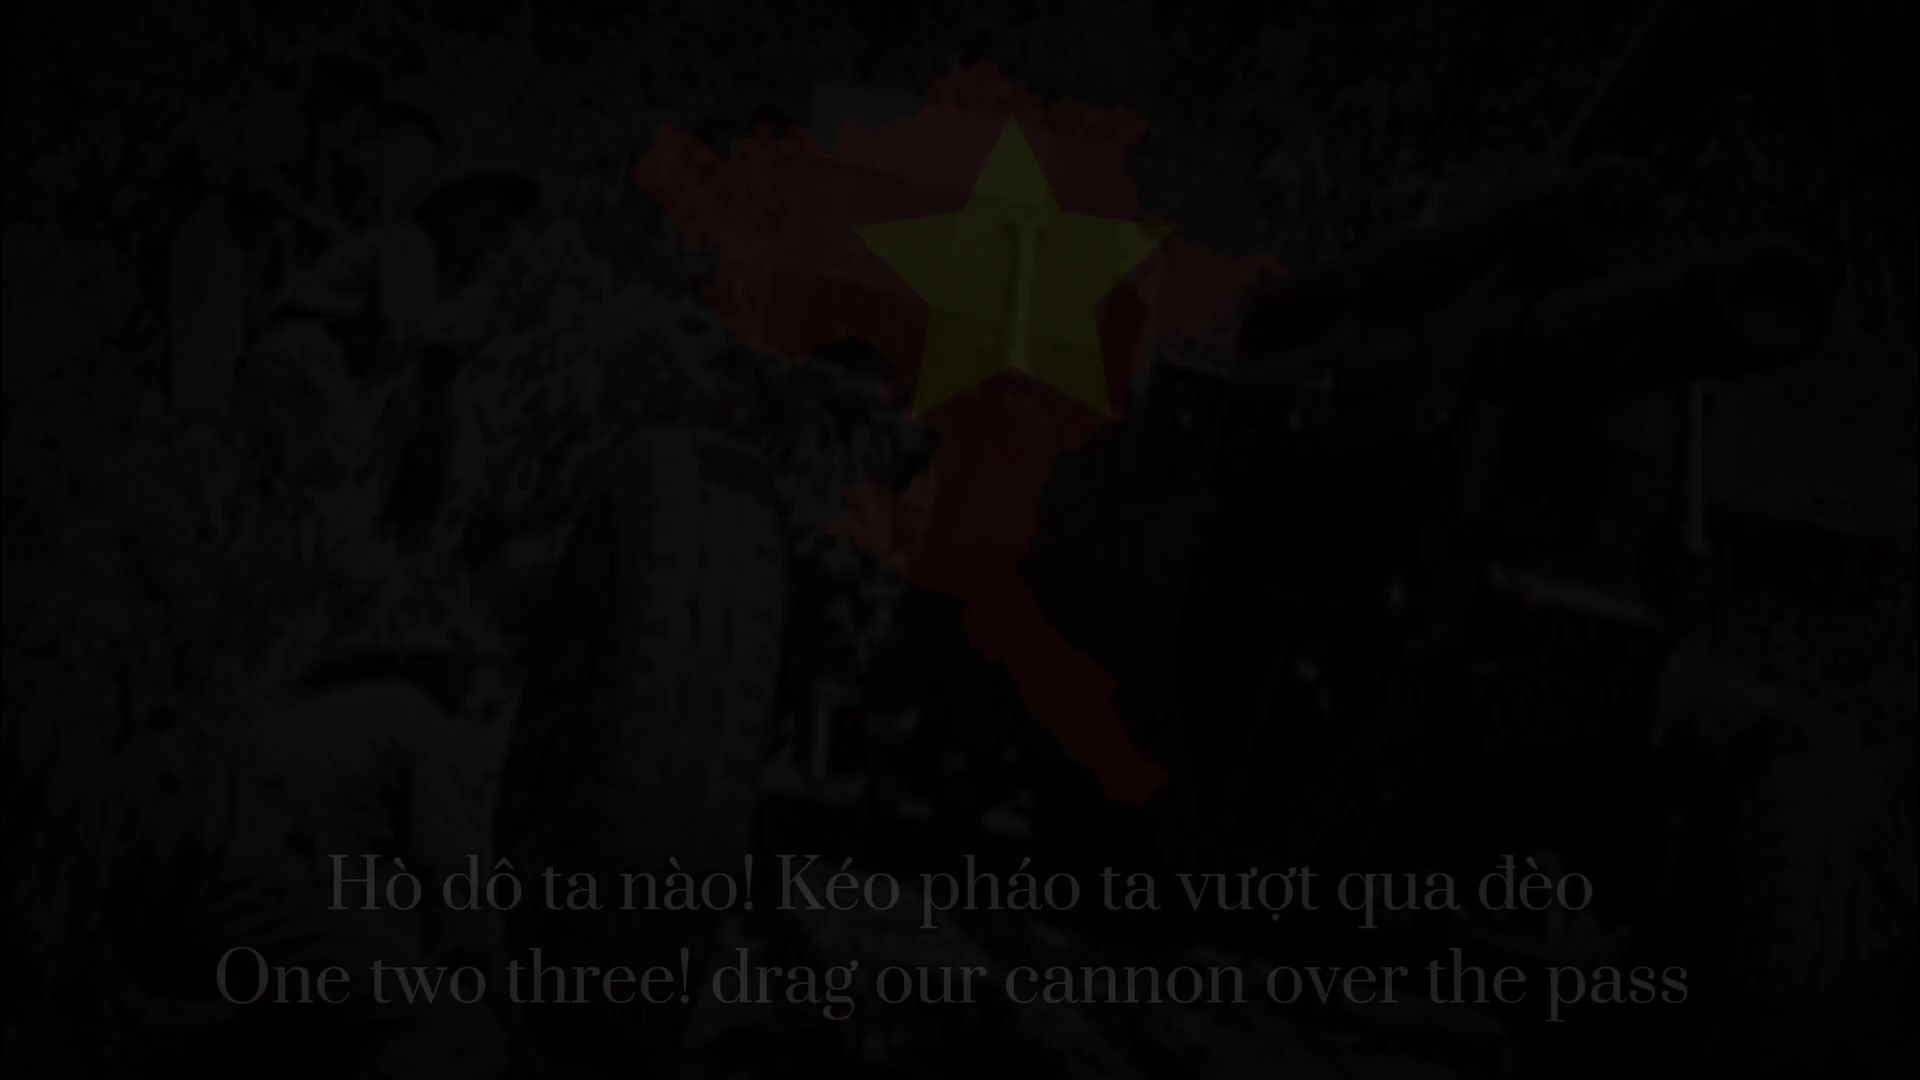 Hò dô ta nào! Kéo pháo ta vượt qua đèo
One two three! drag our cannon over the pass